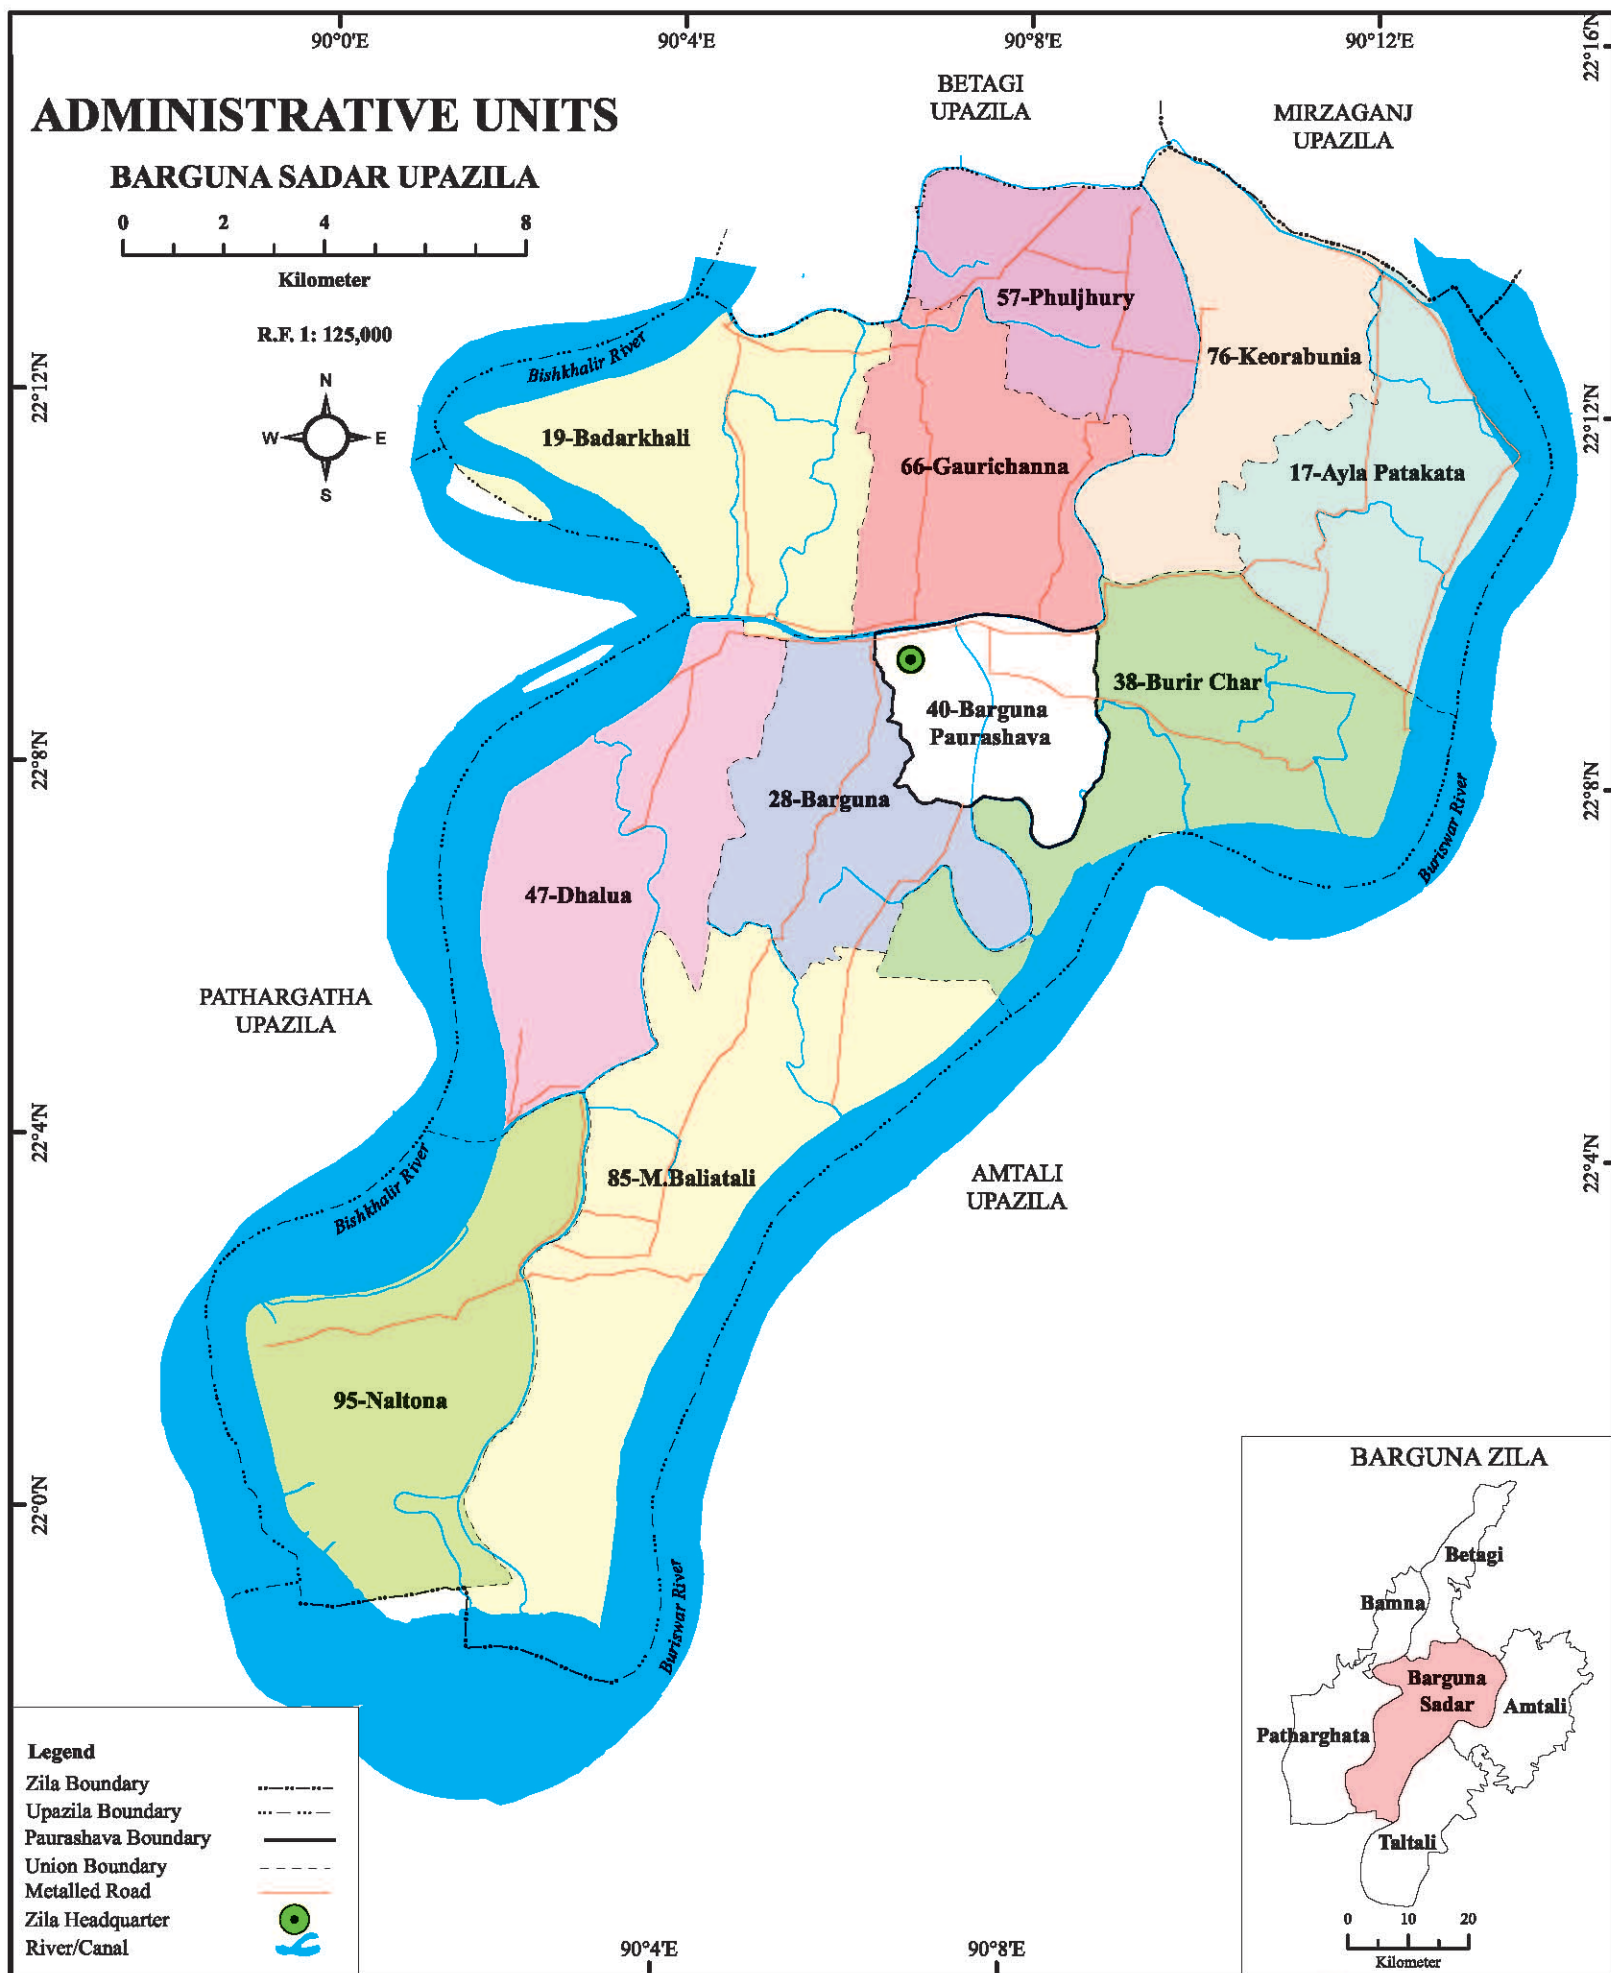 90°0'E
90°4'E
90°8'E
90°12'E
22°16'N
ADMINISTRATIVE UNITS
BARGUNA SADAR UPAZILA
0 2 4 6 8
Kilometer
R.F. 1: 125,000
N
W E
S
BETAGI
UPAZILA
MIRZAGANJ
UPAZILA
57-Phuljhury
Bishkhalir River
76-Keorabunia
22°12'N
22°12'N
19-Badarkhali
66-Gaurichanna
17-Ayla Patakata
38-Burir Char
40-Barguna
Paurashava
22°8'N
22°8'N
28-Barguna
Buriswar River
47-Dhalua
PATHARGATHA
UPAZILA
22°4'N
22°4'N
Bishkhalir River
85-M.Baliatali
AMTALI
UPAZILA
95-Naltona
22°0'N
Buriswar River
BARGUNA ZILA
Betagi
Bamna
Barguna
Sadar
Amtali
Patharghata
Taltali
0 10 20
Kilometer
Legend
Zila Boundary
Upazila Boundary
Paurashava Boundary
Union Boundary
Metalled Road
Zila Headquarter
River/Canal
90°4'E
90°8'E